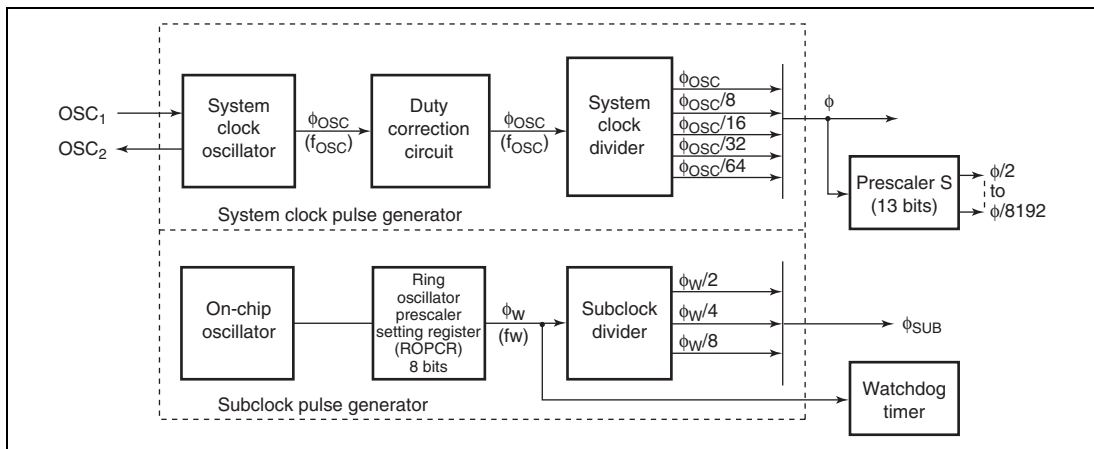 OSC1
OSC2
System
clock
oscillator
ϕOSC
(fOSC)
Duty
correction
circuit
ϕOSC
(fOSC)
System
clock
divider
ϕOSC
ϕOSC/8
ϕOSC/16
ϕOSC/32
ϕOSC/64
ϕ
Prescaler S
(13 bits)
ϕ/2
to
ϕ/8192
System clock pulse generator
On-chip
oscillator
Ring
oscillator
prescaler
setting register
(ROPCR)
8 bits
ϕW
(fw)
Subclock
divider
ϕW/2
ϕW/4
ϕW/8
ϕSUB
Watchdog
timer
Subclock pulse generator